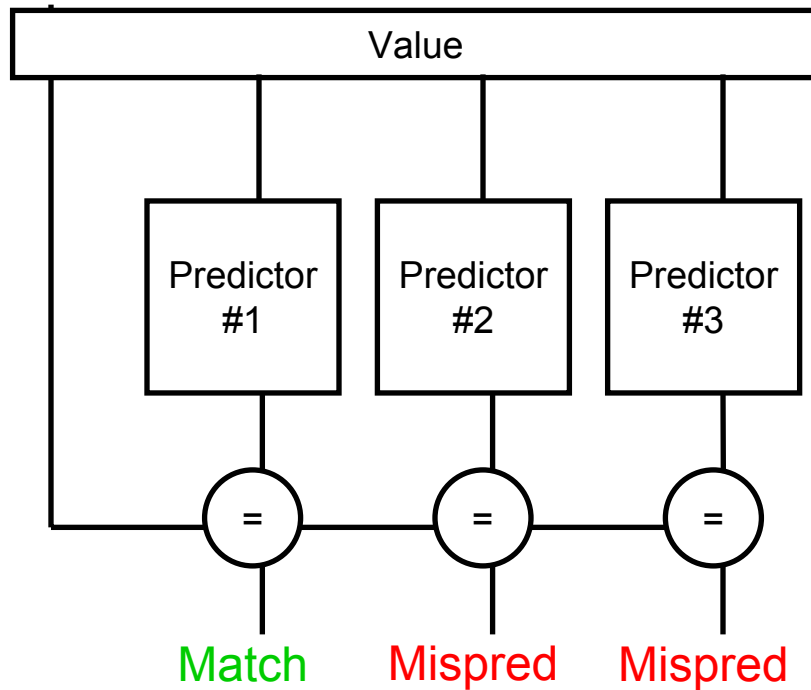 Value
Predictor
#1
Predictor
#2
Predictor
#3
=
=
=
Match
Mispred
Mispred